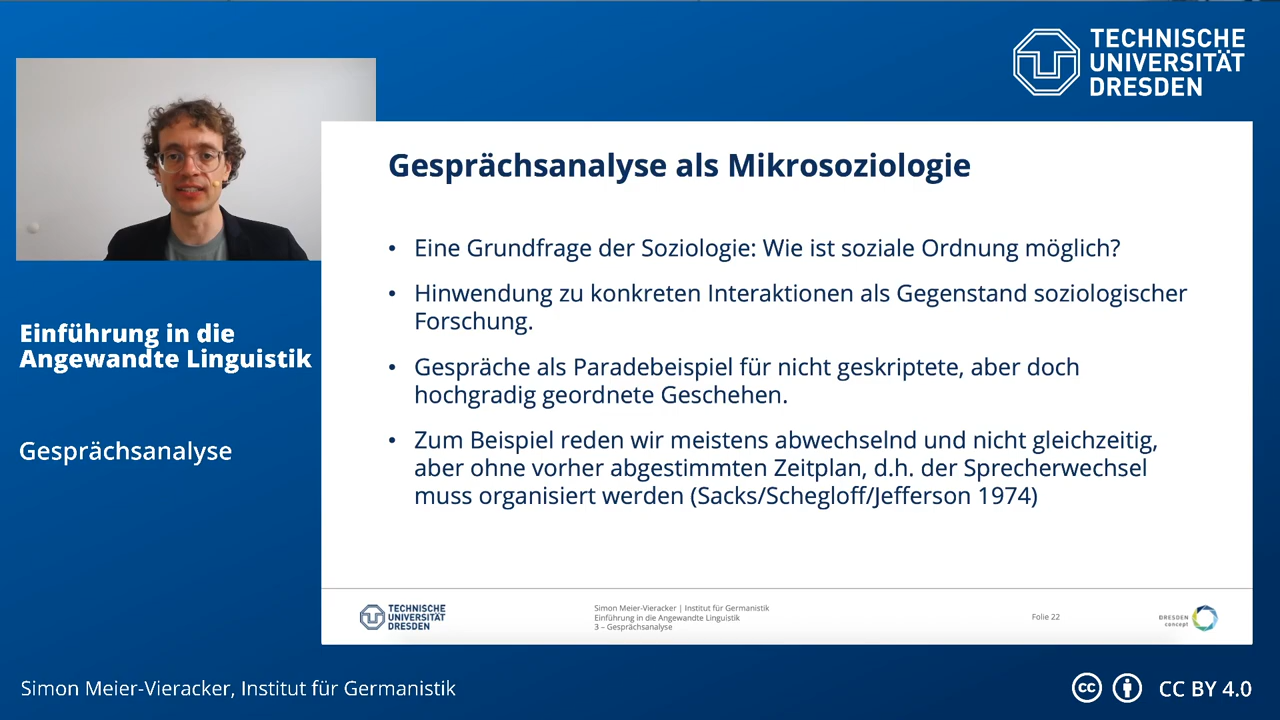 TECHNISCHE
UNIVERSITÄT
DRESDEN
Einführung in die
Angewandte Linguistik
Gesprächsanalyse
Gesprächsanalyse als Mikrosoziologie
• Eine Grundfrage der Soziologie: Wie ist soziale Ordnung möglich?
• Hinwendung zu konkreten Interaktionen als Gegenstand soziologischer
Forschung.
• Gespräche als Paradebeispiel für nicht geskriptete, aber doch
hochgradig geordnete Geschehen.
• Zum Beispiel reden wir meistens abwechselnd und nicht gleichzeitig,
aber ohne vorher abgestimmten Zeitplan, d.h. der Sprecherwechsel
muss organisiert werden (Sacks/Schegloff/Jefferson 1974)
TECHNISCHE
UNIVERSITÄT
DRESDEN
Simon Meier-Vieracker | Institut für Germanistik
Einführung in die Angewandte Linguistik
3 – Gesprächsanalyse
Folie 22
DRESDEN
concept
Simon Meier-Vieracker, Institut für Germanistik
cc
CC BY 4.0